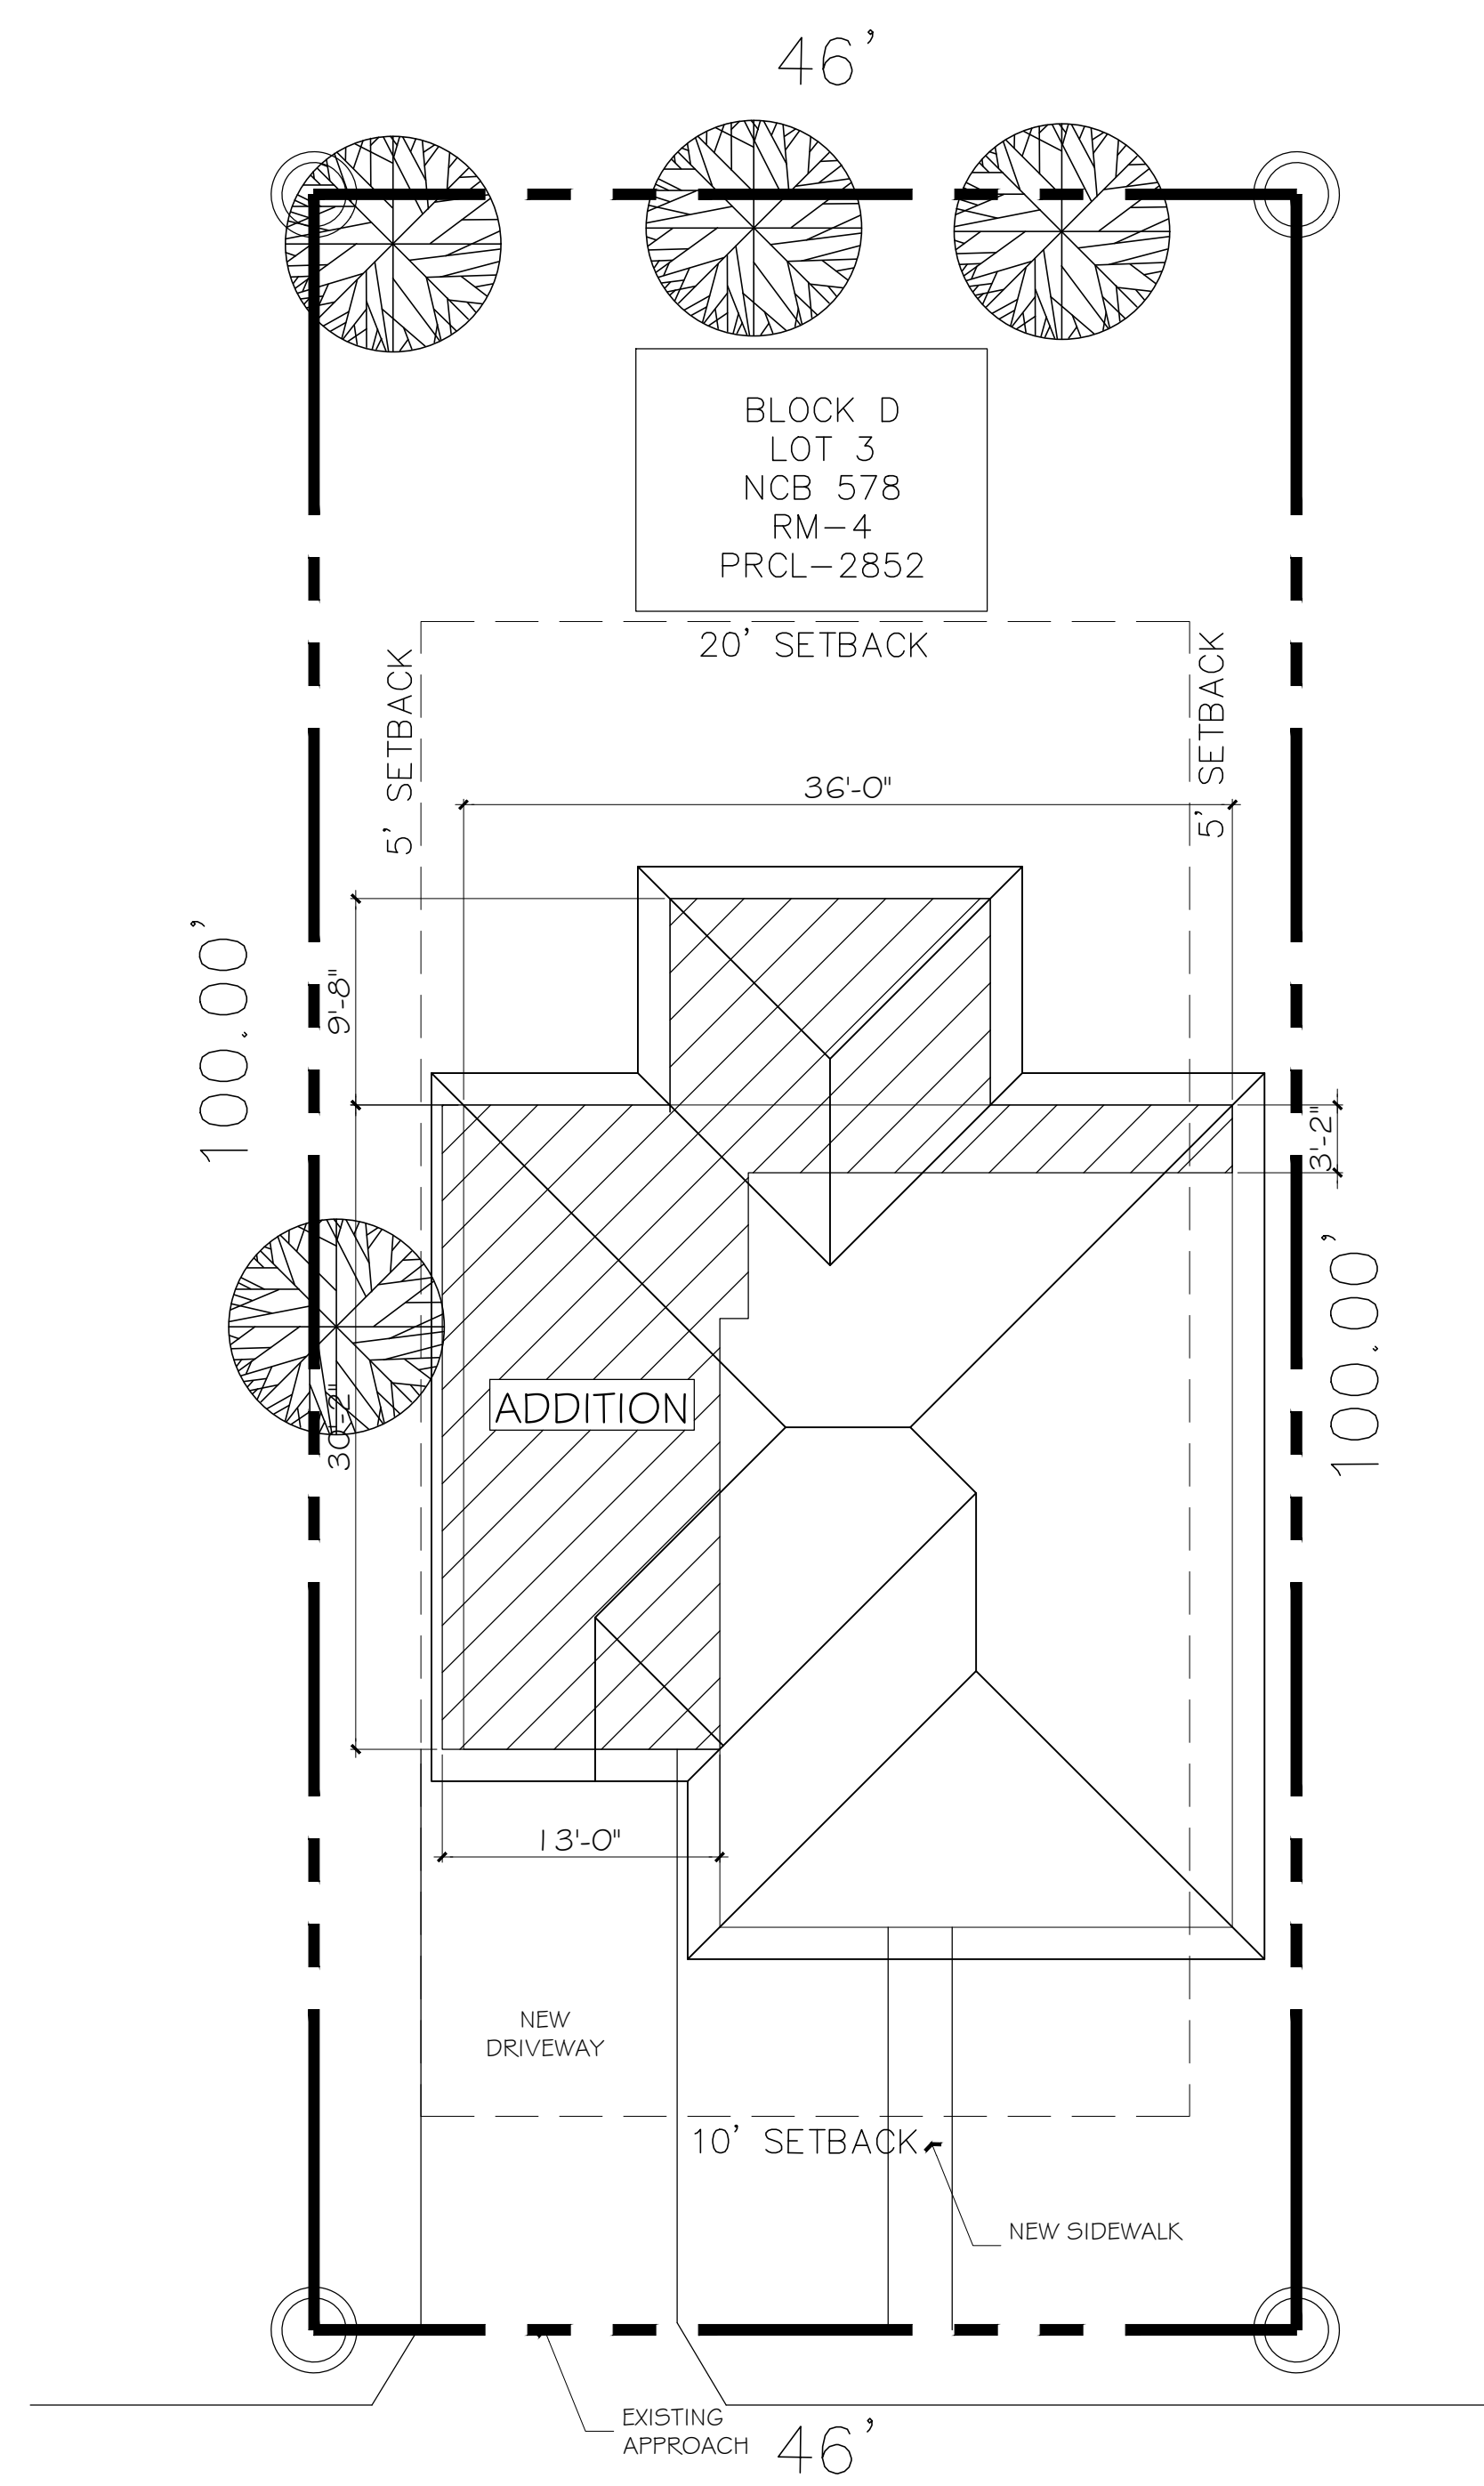 46'
BLOCK D
LOT 3
NCB 578
RM-4
PRCL-2852
20' SETBACK
5' SETBACK
5' SETBACK
36'-0"
100.00'
9'-8"
3'-2"
100.00'
30'-2"
ADDITION
13'-0"
NEW
DRIVEWAY
10' SETBACK
NEW SIDEWALK
EXISTING
APPROACH
46'